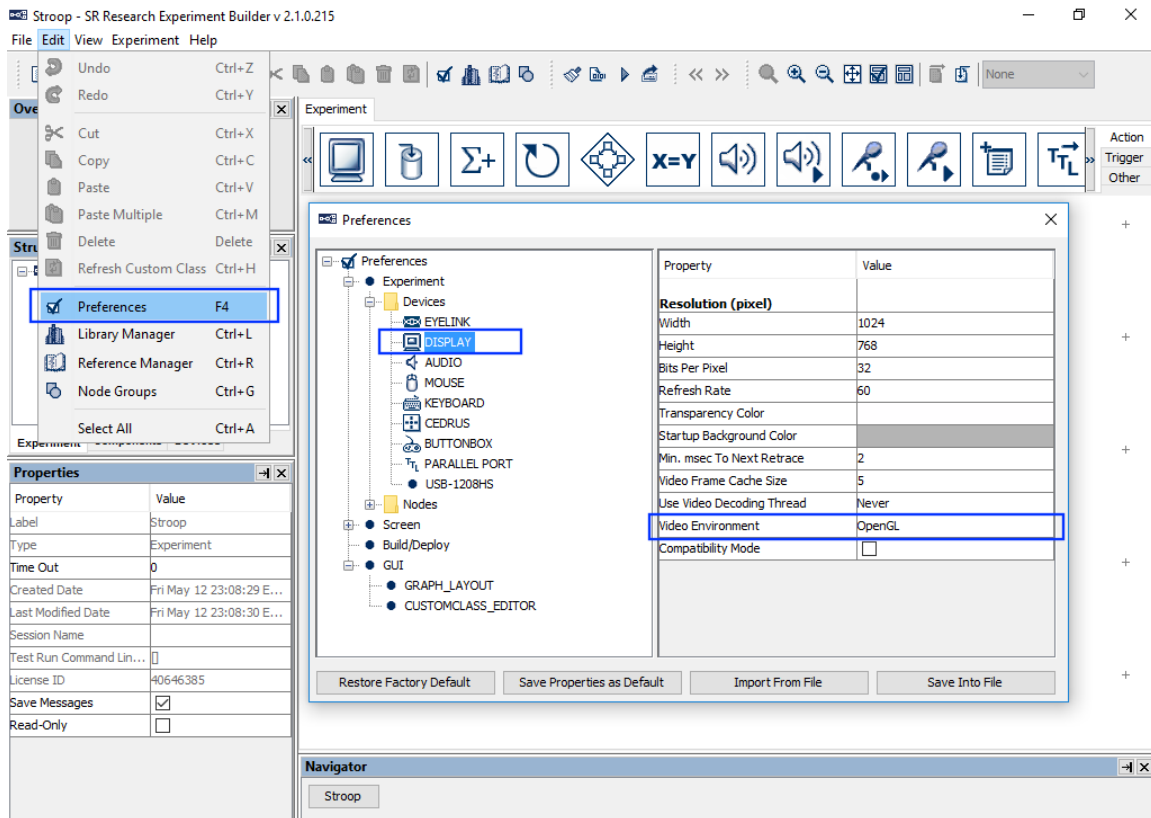 Stroop - SR Research Experiment Builder v 2.1.0.215
File Edit View Experiment Help
None
Undo Ctrl+Z
Redo Ctrl+Y
Cut Ctrl+X
Copy Ctrl+C
Paste Ctrl+V
Paste Multiple Ctrl+M
Delete Delete
Refresh Custom Class Ctrl+H
Preferences F4
Library Manager Ctrl+L
Reference Manager Ctrl+R
Node Groups Ctrl+G
Select All Ctrl+A
Ove
Stru
Experiment
Properties
Property Value
Label Stroop
Type Experiment
Time Out 0
Created Date Fri May 12 23:08:29 E...
Last Modified Date Fri May 12 23:08:30 E...
Session Name
Test Run Command Lin... []
License ID 40646385
Save Messages
Read-Only
Experiment
Σ+
X=Y
TTL
Action
Trigger
Other
Preferences
Preferences
Experiment
Devices
EYELINK
DISPLAY
AUDIO
MOUSE
KEYBOARD
CEDRUS
BUTTONBOX
TTL PARALLEL PORT
USB-1208HS
Nodes
Screen
Build/Deploy
GUI
GRAPH_LAYOUT
CUSTOMCLASS_EDITOR
Property Value
Resolution (pixel)
Width 1024
Height 768
Bits Per Pixel 32
Refresh Rate 60
Transparency Color
Startup Background Color
Min. msec To Next Retrace 2
Video Frame Cache Size 5
Use Video Decoding Thread Never
Video Environment OpenGL
Compatibility Mode
Restore Factory Default Save Properties as Default Import From File Save Into File
Navigator
Stroop